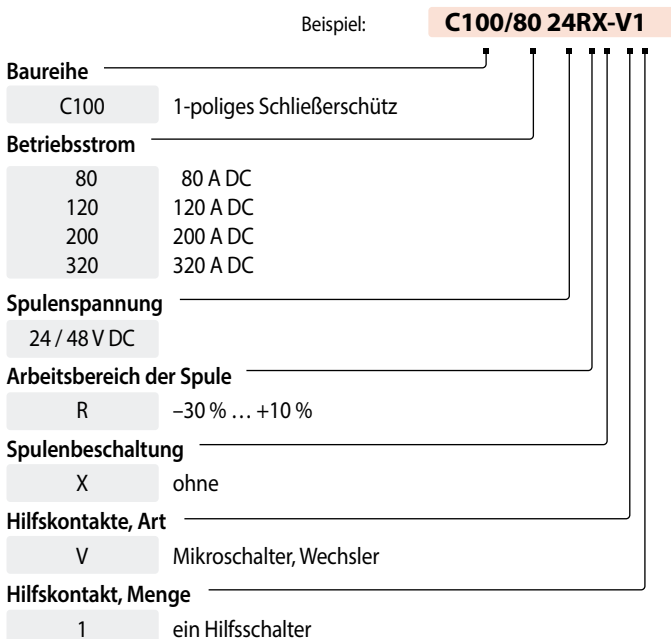 Beispiel: C100/80 24RX-V1
Baureihe
C100 1-poliges Schließerschütz
Betriebsstrom
80 80 A DC
120 120 A DC
200 200 A DC
320 320 A DC
Spulenspannung
24 / 48 V DC
Arbeitsbereich der Spule
R –30 % … +10 %
Spulenbeschaltung
X ohne
Hilfskontakte, Art
V Mikroschalter, Wechsler
Hilfskontakt, Menge
1 ein Hilfsschalter